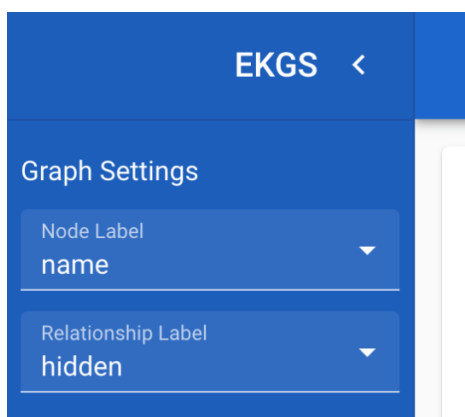 EKGS
Graph Settings
Node Label
name
Relationship Label
hidden